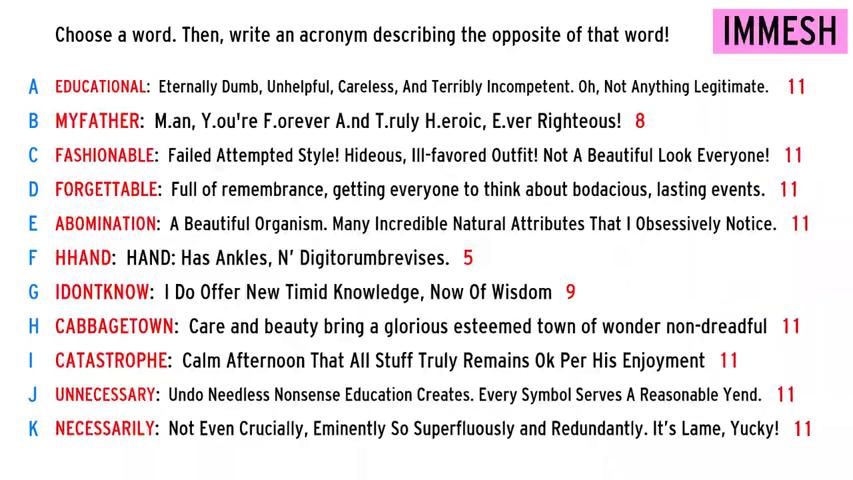 Choose a word. Then, write an acronym describing the opposite of that word!
IMMESH
A EDUCATIONAL: Eternally Dumb, Unhelpful, Careless, And Terribly Incompetent. Oh, Not Anything Legitimate. 11
B MYFATHER: M.an, Y.ou're F.orever A.nd T.ruly H.eroic, E.ver Righteous! 8
C FASHIONABLE: Failed Attempted Style! Hideous, Ill-favored Outfit! Not A Beautiful Look Everyone! 11
D FORGETTABLE: Full of remembrance, getting everyone to think about bodacious, lasting events. 11
E ABOMINATION: A Beautiful Organism. Many Incredible Natural Attributes That I Obsessively Notice. 11
F HHAND: HAND: Has Ankles, N’ Digitorumbrevises. 5
G IDONTKNOW: I Do Offer New Timid Knowledge, Now Of Wisdom 9
H CABBAGETOWN: Care and beauty bring a glorious esteemed town of wonder non-dreadful 11
I CATASTROPHE: Calm Afternoon That All Stuff Truly Remains Ok Per His Enjoyment 11
J UNNECESSARY: Undo Needless Nonsense Education Creates. Every Symbol Serves A Reasonable Yend. 11
K NECESSARILY: Not Even Crucially, Eminently So Superfluously and Redundantly. It’s Lame, Yucky! 11